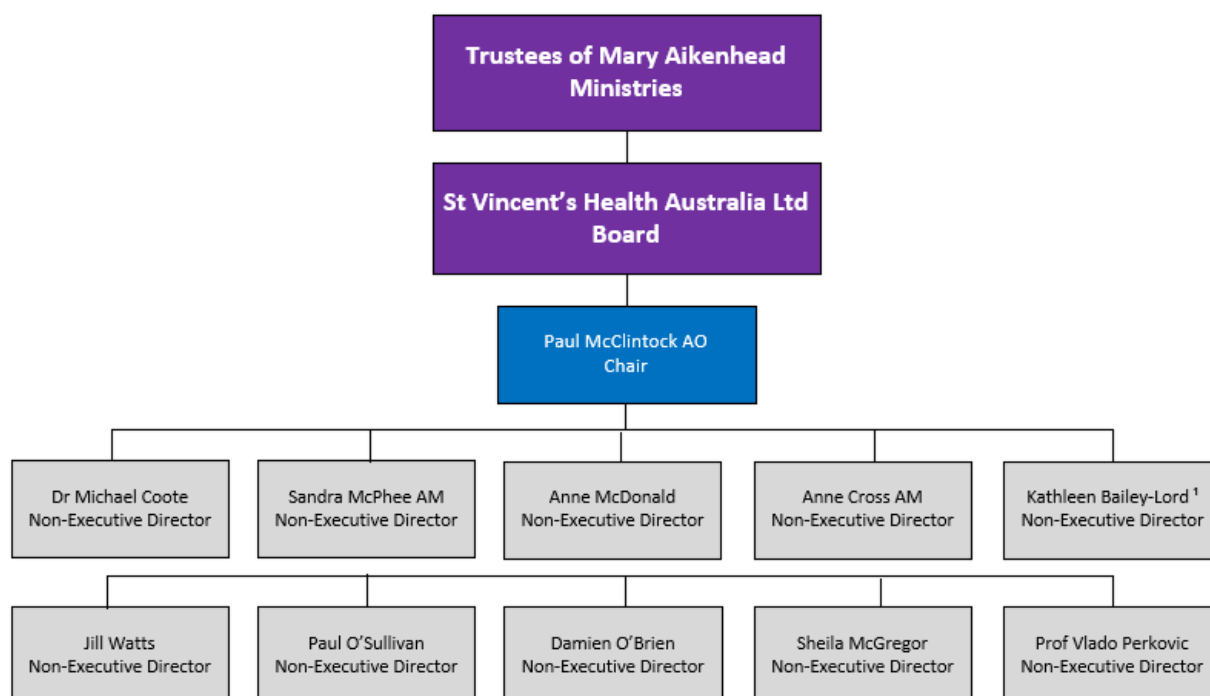 Trustees of Mary Aikenhead
Ministries
St Vincent’s Health Australia Ltd
Board
Paul McClintock AO
Chair
Dr Michael Coote
Non-Executive Director
Sandra McPhee AM
Non-Executive Director
Anne McDonald
Non-Executive Director
Anne Cross AM
Non-Executive Director
Kathleen Bailey-Lord ¹
Non-Executive Director
Jill Watts
Non-Executive Director
Paul O’Sullivan
Non-Executive Director
Damien O’Brien
Non-Executive Director
Sheila McGregor
Non-Executive Director
Prof Vlado Perkovic
Non-Executive Director